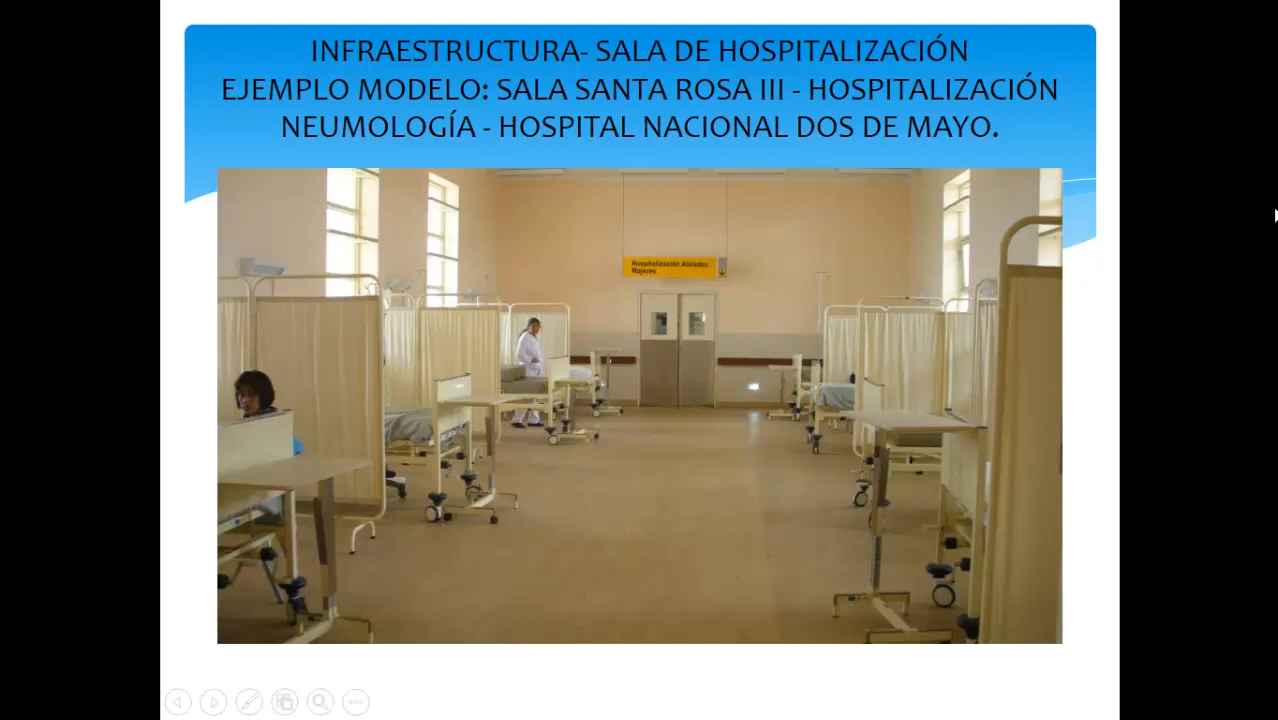 INFRAESTRUCTURA- SALA DE HOSPITALIZACIÓN
EJEMPLO MODELO: SALA SANTA ROSA III - HOSPITALIZACIÓN
NEUMOLOGÍA - HOSPITAL NACIONAL DOS DE MAYO.
Hospitalización Aislados
Mujeres